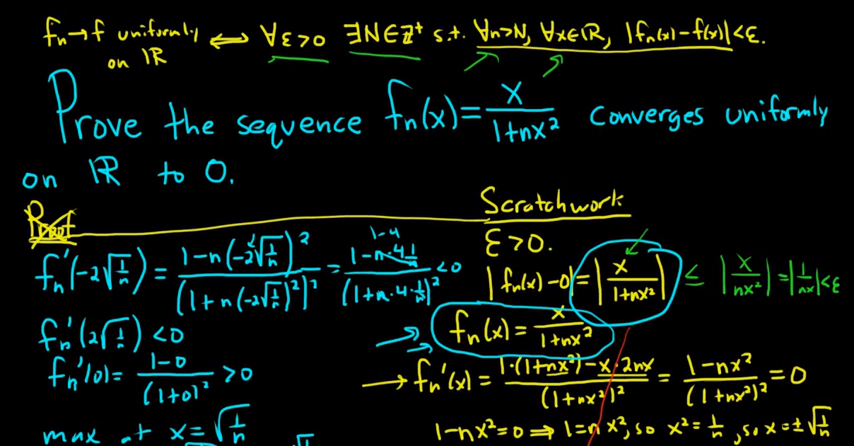 fn→f uniformly on ℝ ⟺ ∀ε>0 ∃N∈ℤ⁺ s.t. ∀n>N, ∀x∈ℝ, |fn(x)-f(x)|<ε.
Prove the sequence fn(x)=x/(1+nx²) converges uniformly
on ℝ to 0.
Proof
fn'(-2√(1/n)) = (1-n(-2√(1/n))²)/(1+n(-2√(1/n))²)² = (1-n·4·1/n)/(1+n·4·1/n)² <0
1-4
fn'(2√(1/n)) <0
fn'(0)= (1-0)/(1+0)² >0
max at x=√(1/n)
Scratchwork
ε>0.
|fn(x)-0|=|x/(1+nx²)| ≤ |x/(nx²)|=|1/(nx)|<ε
fn(x)= x/(1+nx²)
→ fn'(x)= (1·(1+nx²)-x·2nx)/(1+nx²)² = (1-nx²)/(1+nx²)² =0
1-nx²=0 ⟹ 1=nx², so x²=1/n, so x=±√(1/n)